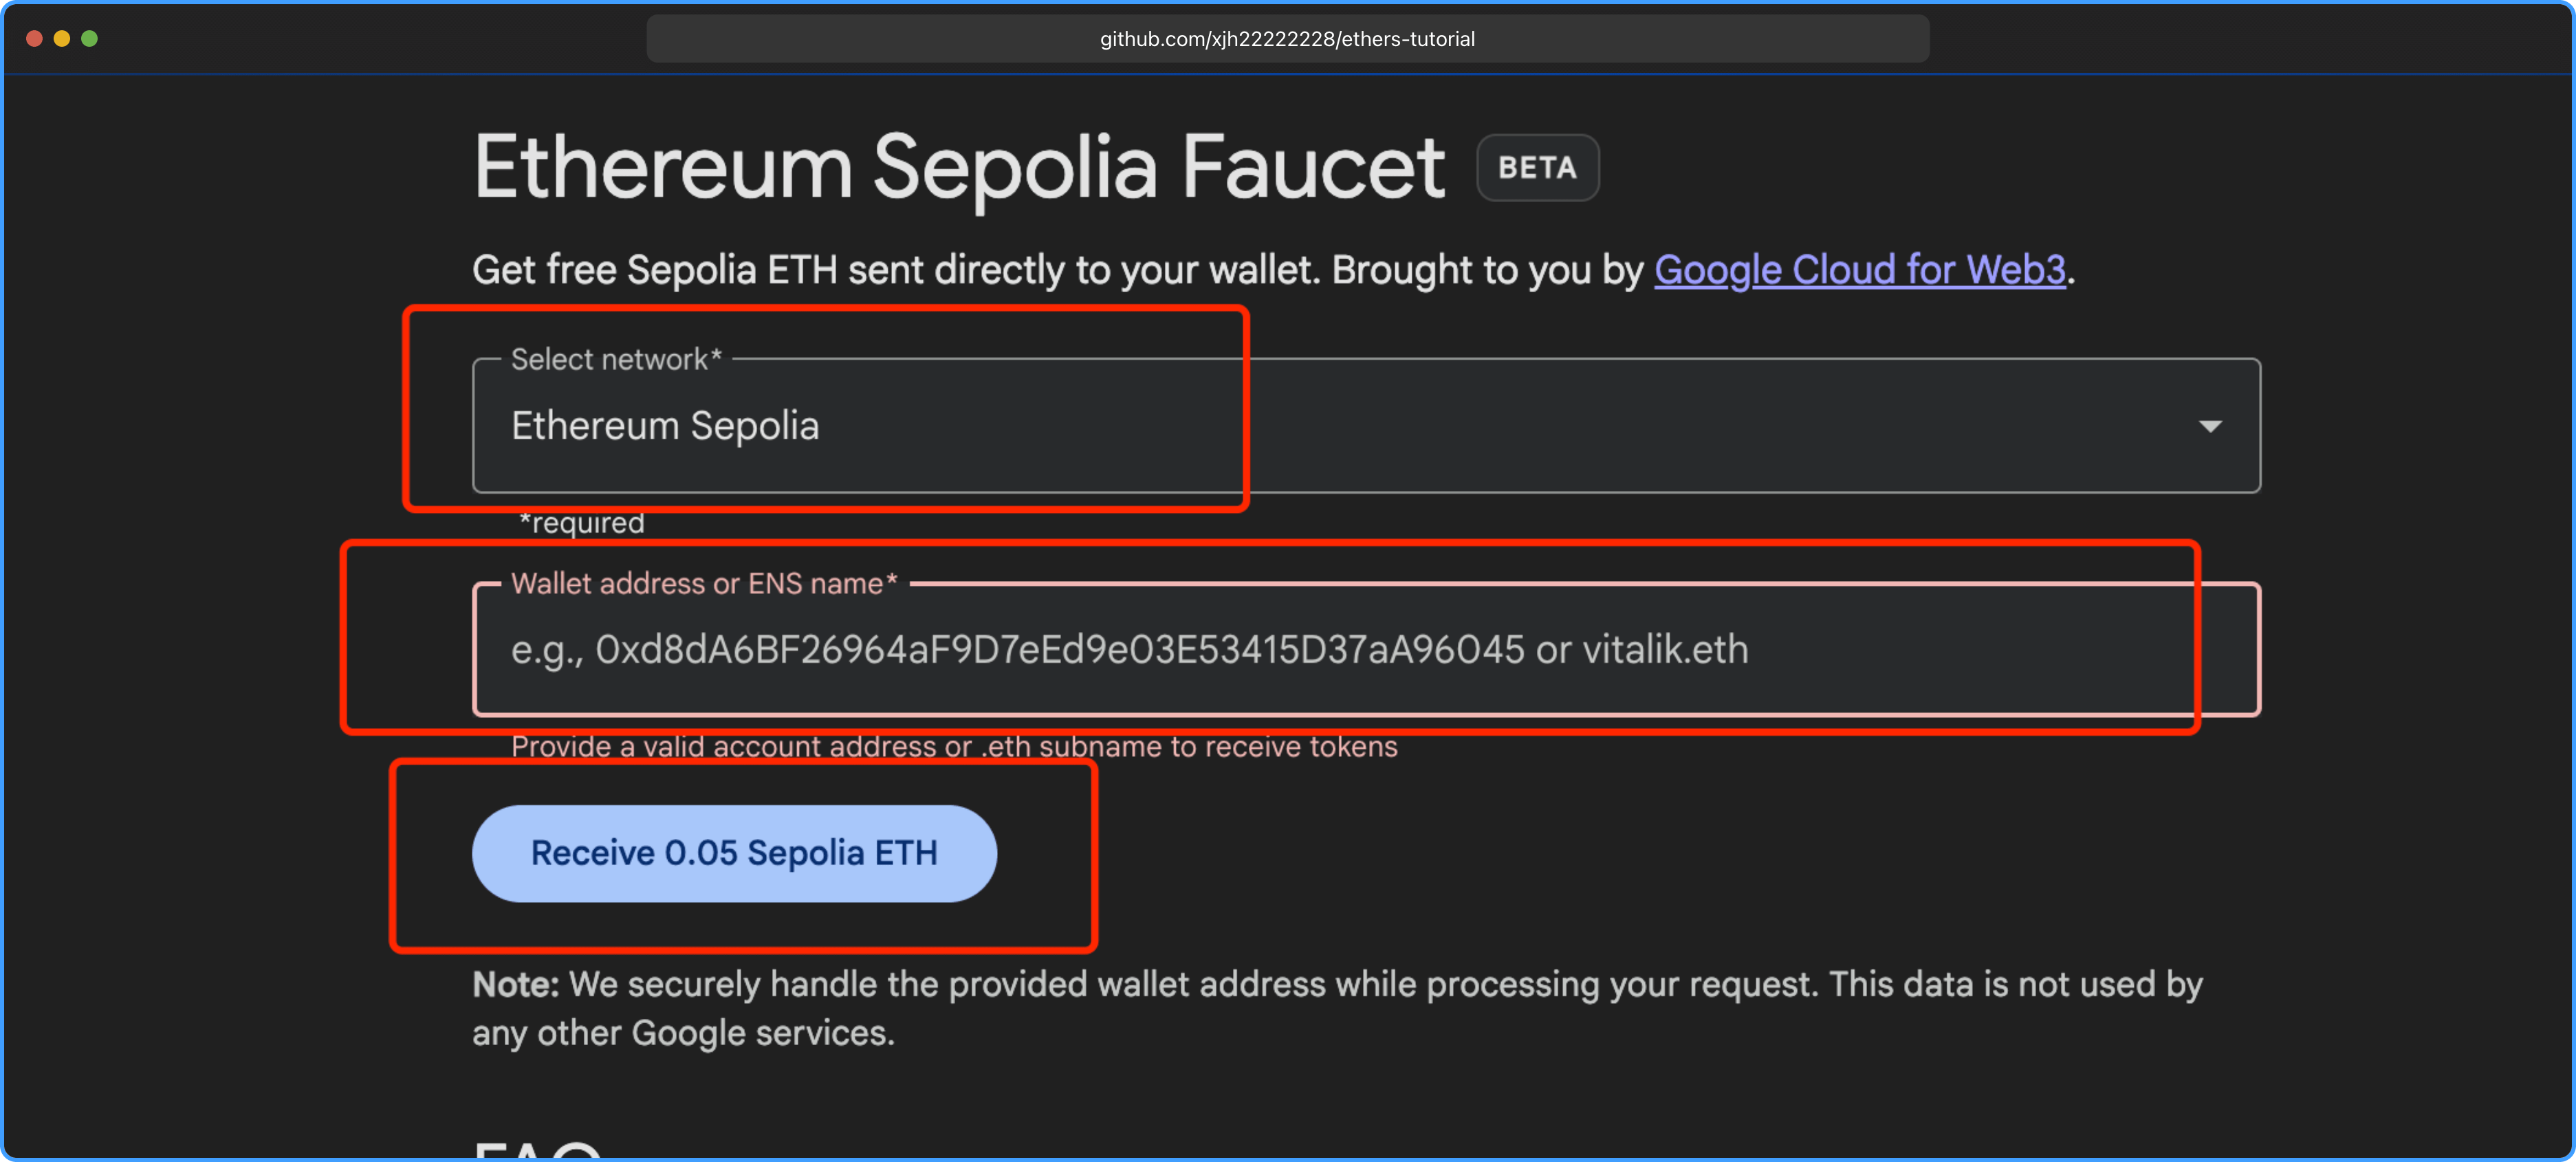 github.com/xjh22222228/ethers-tutorial
Ethereum Sepolia Faucet BETA
Get free Sepolia ETH sent directly to your wallet. Brought to you by Google Cloud for Web3.
Select network*
Ethereum Sepolia
*required
Wallet address or ENS name*
e.g., 0xd8dA6BF26964aF9D7eEd9e03E53415D37aA96045 or vitalik.eth
Provide a valid account address or .eth subname to receive tokens
Receive 0.05 Sepolia ETH
Note: We securely handle the provided wallet address while processing your request. This data is not used by
any other Google services.
FAQ